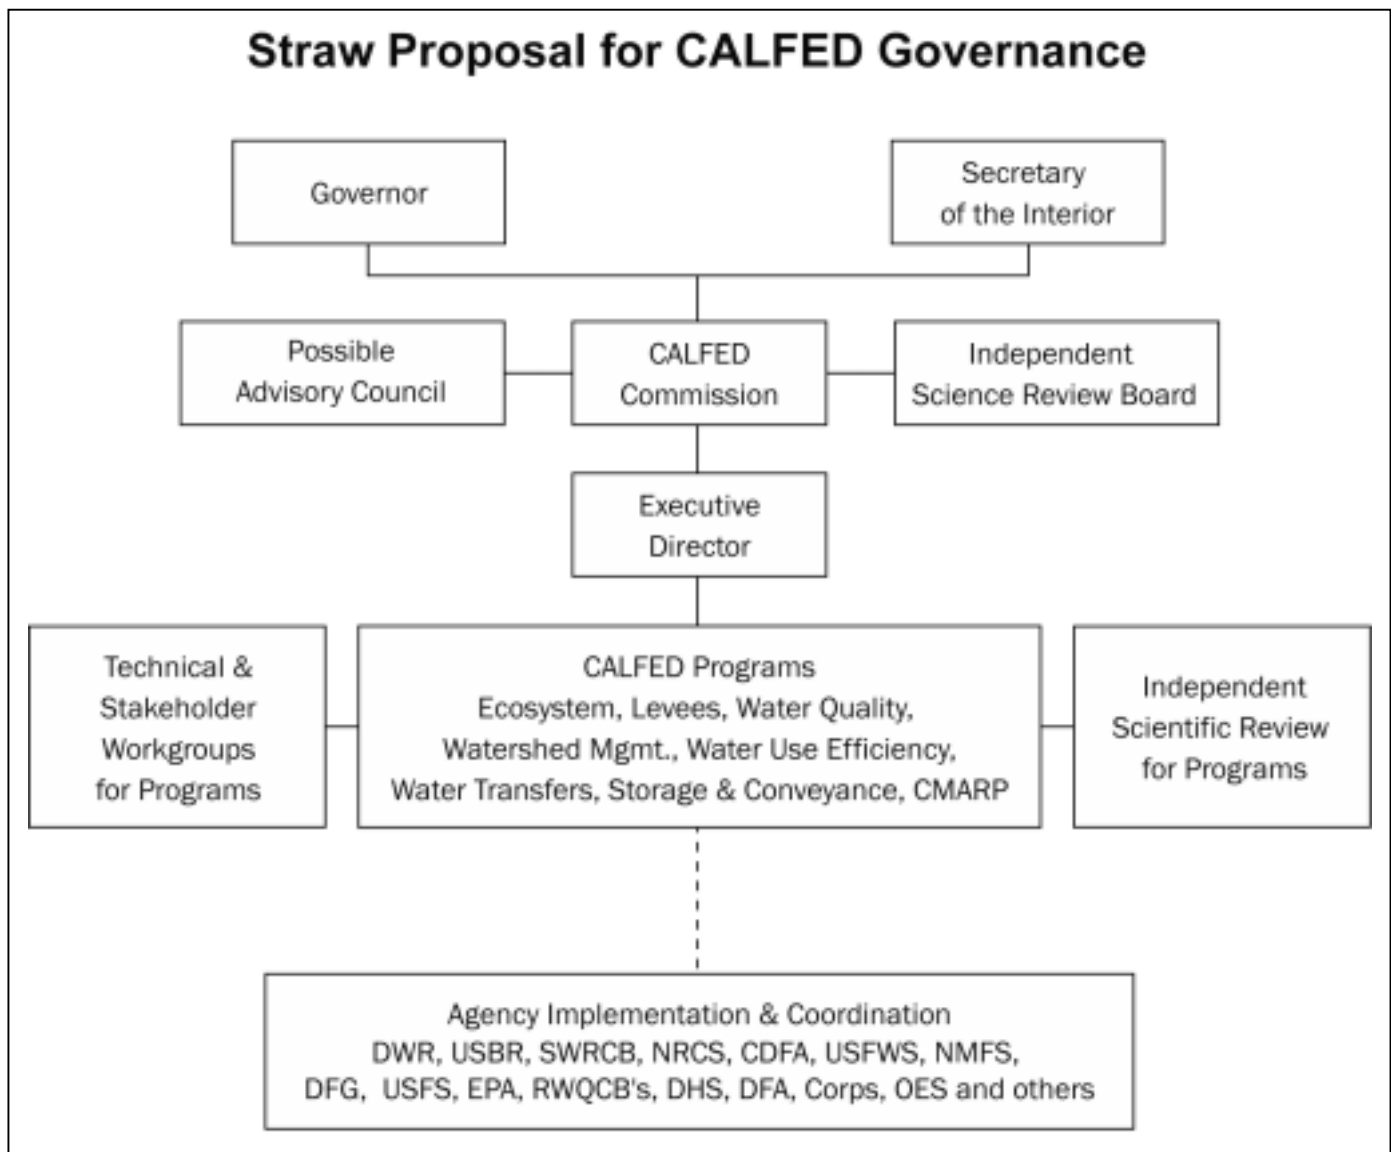 Straw Proposal for CALFED Governance
Governor
Secretary
of the Interior
Possible
Advisory Council
CALFED
Commission
Independent
Science Review Board
Executive
Director
Technical &
Stakeholder
Workgroups
for Programs
CALFED Programs
Ecosystem, Levees, Water Quality,
Watershed Mgmt., Water Use Efficiency,
Water Transfers, Storage & Conveyance, CMARP
Independent
Scientific Review
for Programs
Agency Implementation & Coordination
DWR, USBR, SWRCB, NRCS, CDFA, USFWS, NMFS,
DFG, USFS, EPA, RWQCB's, DHS, DFA, Corps, OES and others